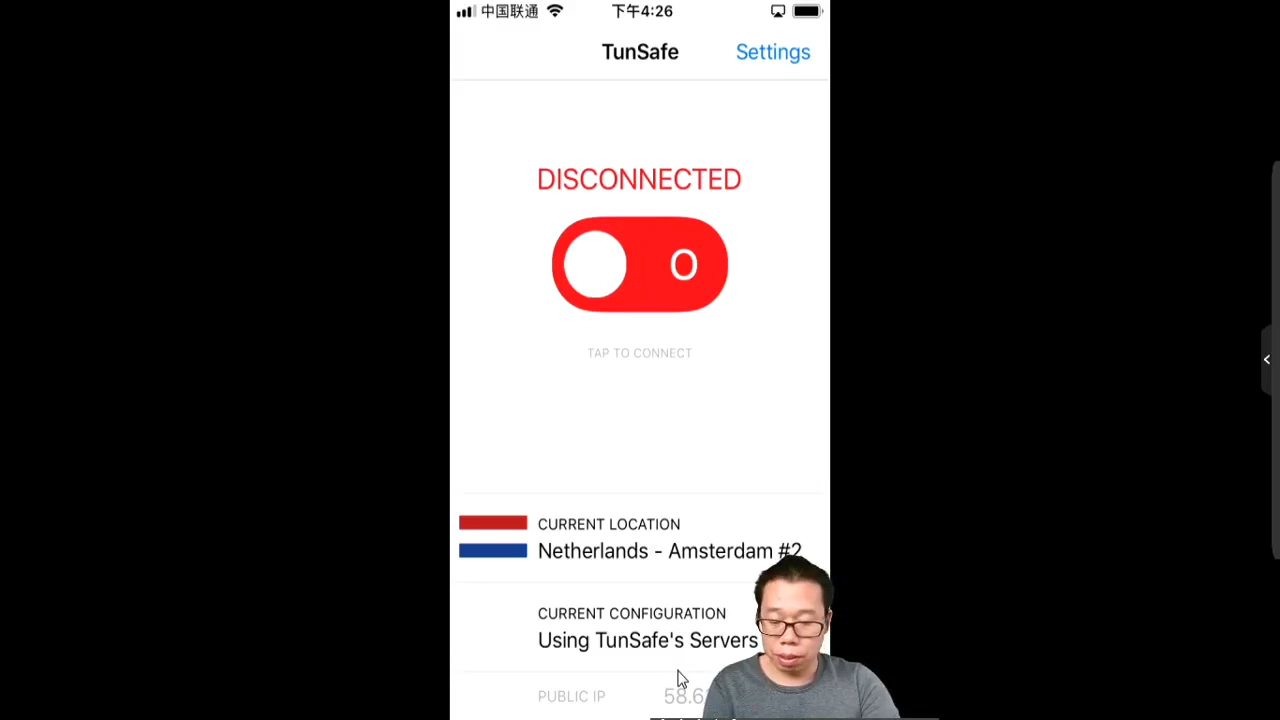 中国联通 下午4:26
TunSafe Settings
DISCONNECTED
O
TAP TO CONNECT
CURRENT LOCATION
Netherlands - Amsterdam #2
CURRENT CONFIGURATION
Using TunSafe's Servers
PUBLIC IP